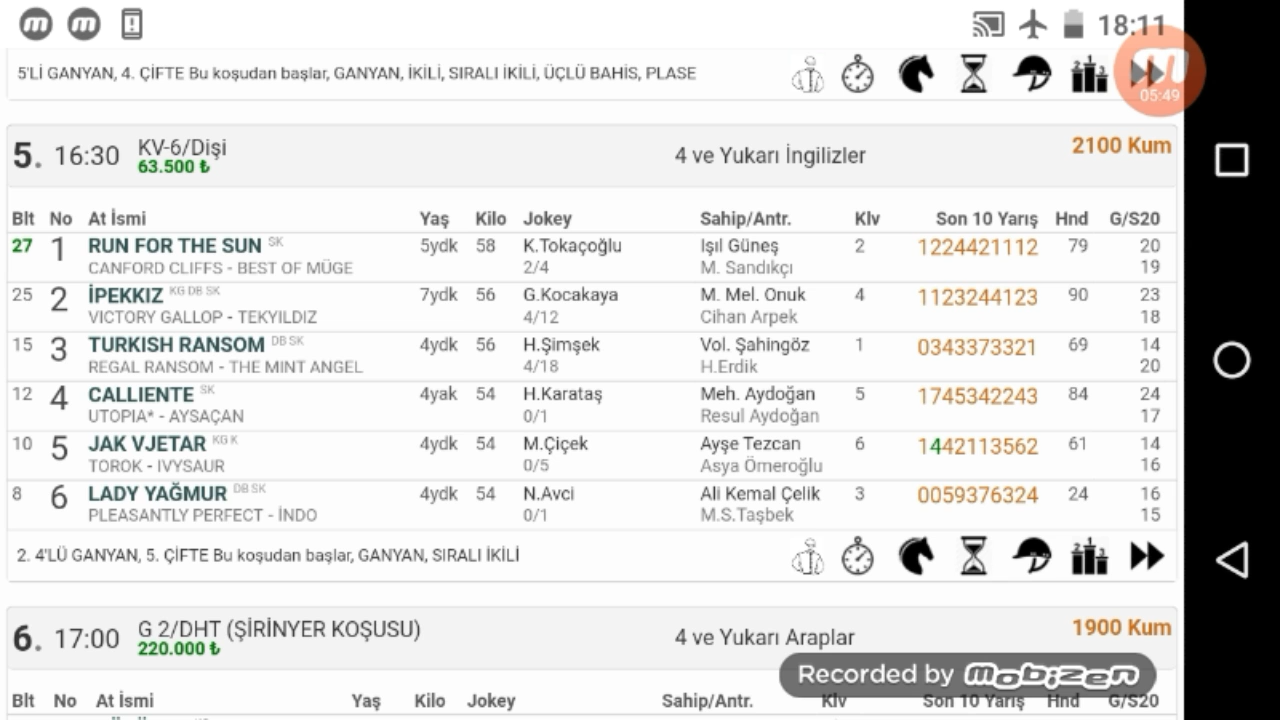 18:11
5'Lİ GANYAN, 4. ÇİFTE Bu koşudan başlar, GANYAN, İKİLİ, SIRALI İKİLİ, ÜÇLÜ BAHİS, PLASE
05:49
5. 16:30 KV-6/Dişi 4 ve Yukarı İngilizler 2100 Kum
63.500 ₺
Blt No At İsmi Yaş Kilo Jokey Sahip/Antr. Klv Son 10 Yarış Hnd G/S20
27 1 RUN FOR THE SUN SK 5ydk 58 K.Tokaçoğlu Işıl Güneş 2 1224421112 79 20
CANFORD CLIFFS - BEST OF MÜGE 2/4 M. Sandıkçı 19
25 2 İPEKKIZ KG DB SK 7ydk 56 G.Kocakaya M. Mel. Onuk 4 1123244123 90 23
VICTORY GALLOP - TEKYILDIZ 4/12 Cihan Arpek 18
15 3 TURKISH RANSOM DB SK 4ydk 56 H.Şimşek Vol. Şahingöz 1 0343373321 69 14
REGAL RANSOM - THE MINT ANGEL 4/18 H.Erdik 20
12 4 CALLIENTE SK 4yak 54 H.Karataş Meh. Aydoğan 5 1745342243 84 24
UTOPIA* - AYSAÇAN 0/1 Resul Aydoğan 17
10 5 JAK VJETAR KG K 4ydk 54 M.Çiçek Ayşe Tezcan 6 1442113562 61 14
TOROK - IVYSAUR 0/5 Asya Ömeroğlu 16
8 6 LADY YAĞMUR DB SK 4ydk 54 N.Avci Ali Kemal Çelik 3 0059376324 24 16
PLEASANTLY PERFECT - İNDO 0/1 M.S.Taşbek 15
2. 4'LÜ GANYAN, 5. ÇİFTE Bu koşudan başlar, GANYAN, SIRALI İKİLİ
6. 17:00 G 2/DHT (ŞİRİNYER KOŞUSU) 4 ve Yukarı Araplar 1900 Kum
220.000 ₺
Recorded by mobizen
Blt No At İsmi Yaş Kilo Jokey Sahip/Antr. Klv Son 10 Yarış Hnd G/S20